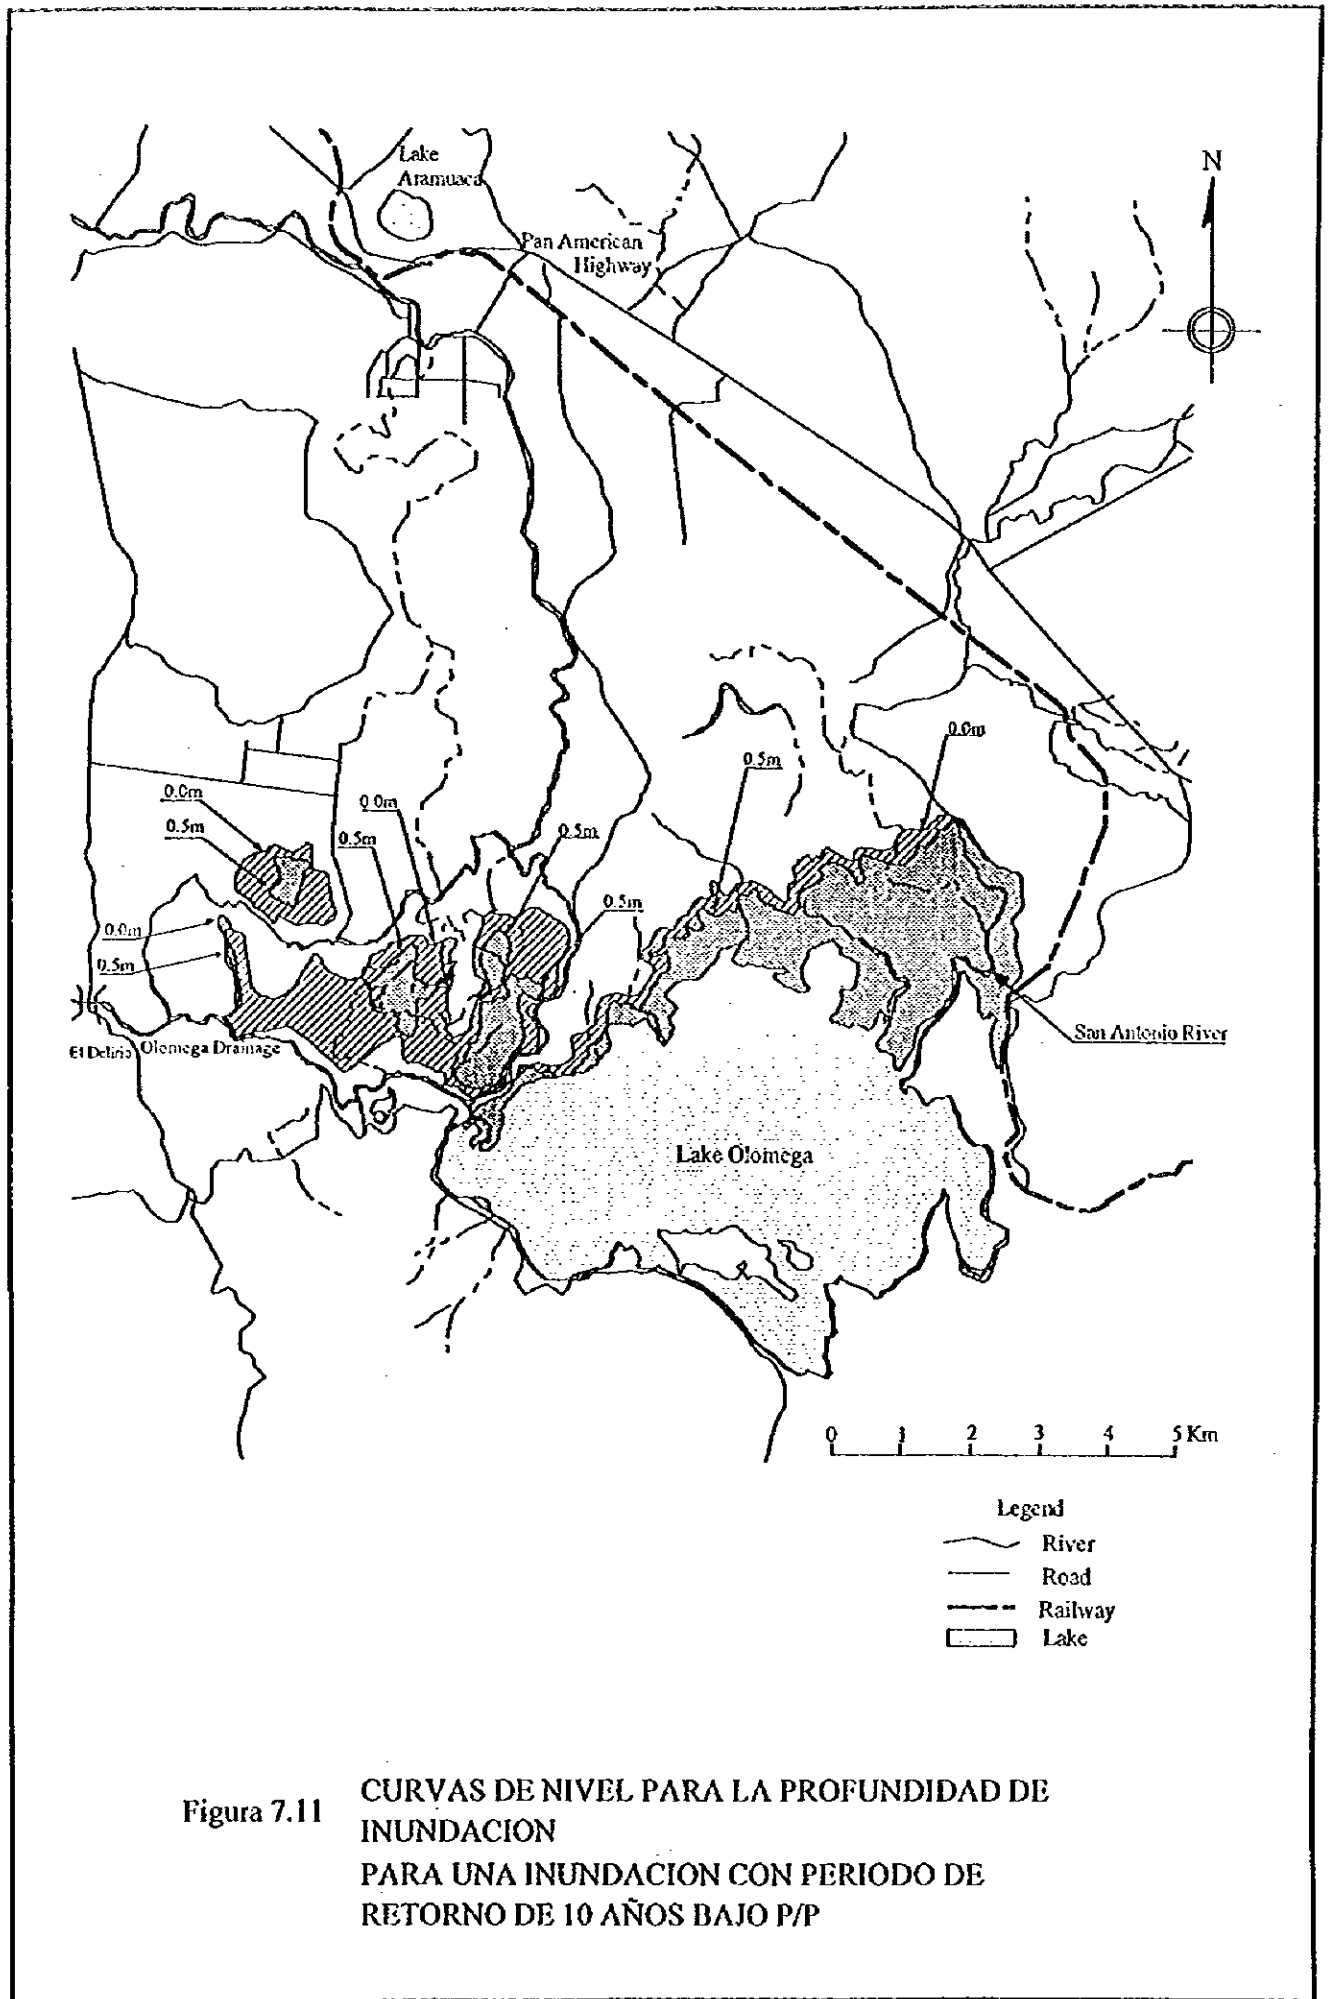 Lake
Aramuaca
N
Pan American
Highway
0.0m
0.5m
0.0m
0.0m
0.5m
0.5m
0.5m
0.5m
0.0m
0.5m
El Delirio
Olomega Drainage
San Antonio River
Lake Olomega
0 1 2 3 4 5 Km
Legend
River
Road
Railway
Lake
Figura 7.11
CURVAS DE NIVEL PARA LA PROFUNDIDAD DE
INUNDACION
PARA UNA INUNDACION CON PERIODO DE
RETORNO DE 10 AÑOS BAJO P/P